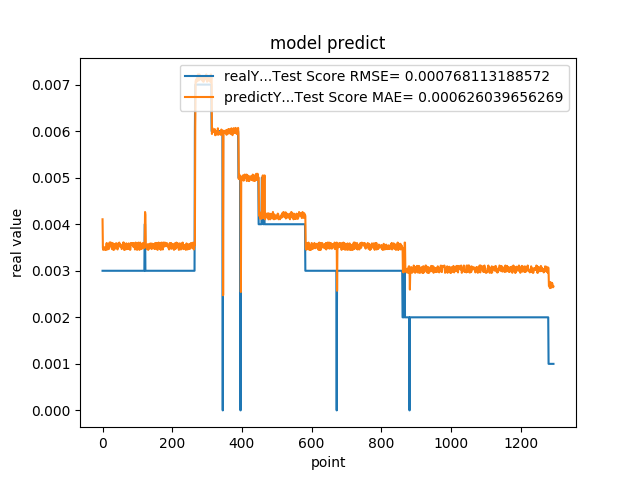 model predict
realY...Test Score RMSE= 0.000768113188572
predictY...Test Score MAE= 0.000626039656269
0.007
0.006
0.005
0.004
0.003
0.002
0.001
0.000
real value
0 200 400 600 800 1000 1200
point